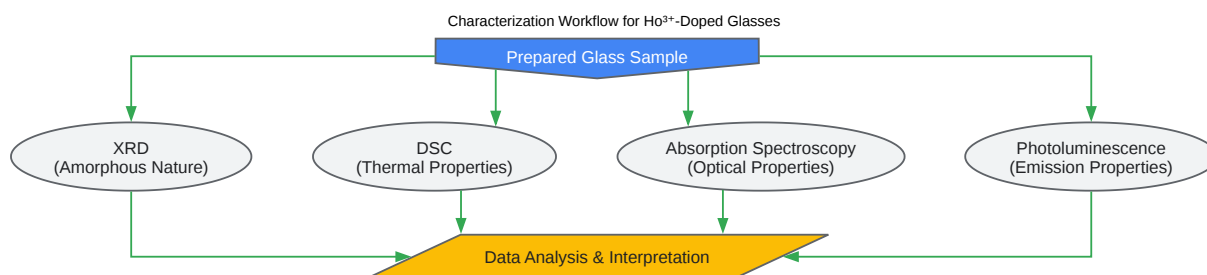 Characterization Workflow for Ho³⁺-Doped Glasses
Prepared Glass Sample
XRD
(Amorphous Nature)
DSC
(Thermal Properties)
Absorption Spectroscopy
(Optical Properties)
Photoluminescence
(Emission Properties)
Data Analysis & Interpretation